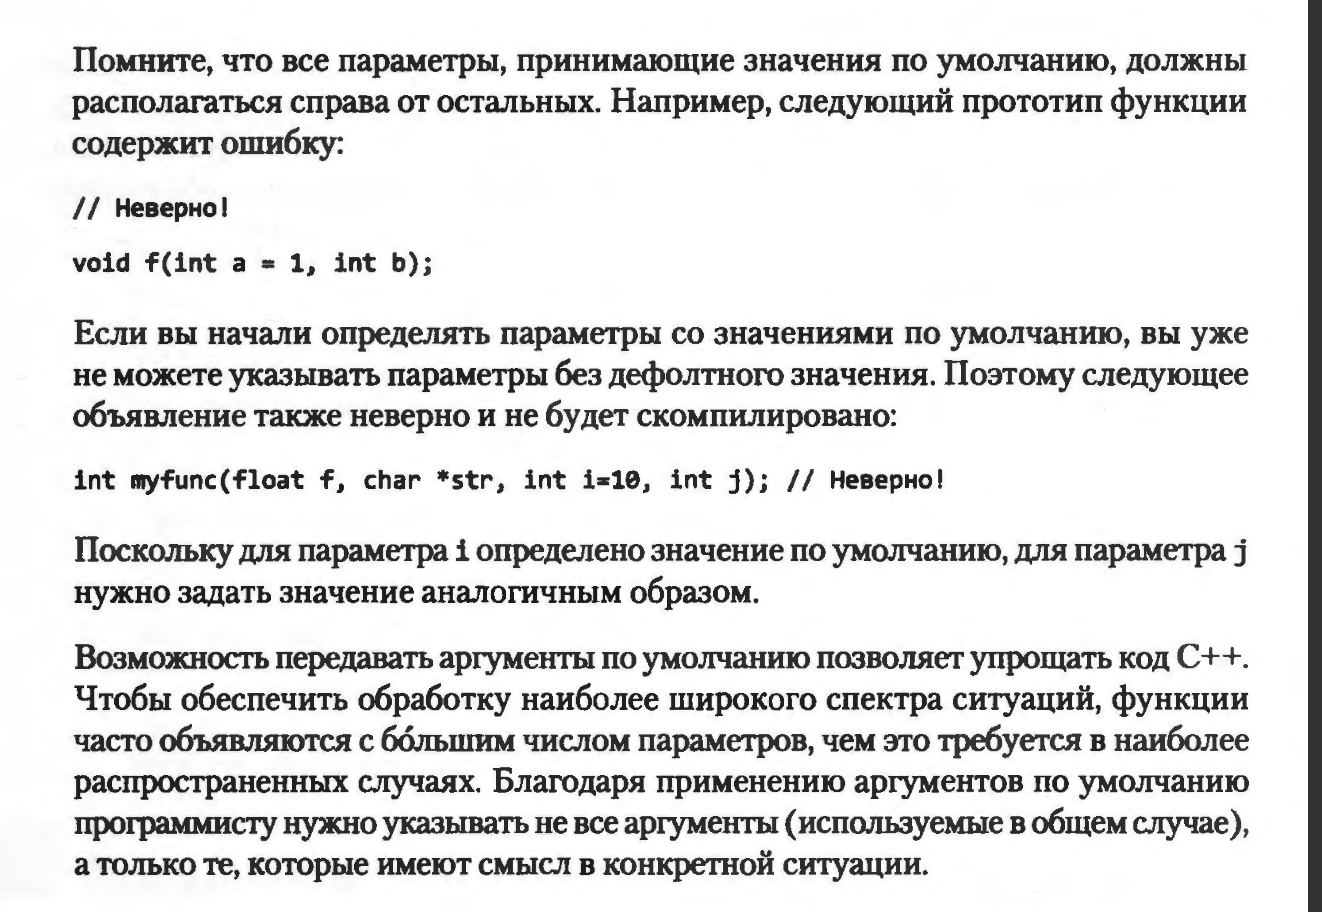 Помните, что все параметры, принимающие значения по умолчанию, должны
располагаться справа от остальных. Например, следующий прототип функции
содержит ошибку:
// Неверно!
void f(int a = 1, int b);
Если вы начали определять параметры со значениями по умолчанию, вы уже
не можете указывать параметры без дефолтного значения. Поэтому следующее
объявление также неверно и не будет скомпилировано:
int myfunc(float f, char *str, int i=10, int j); // Неверно!
Поскольку для параметра i определено значение по умолчанию, для параметра j
нужно задать значение аналогичным образом.
Возможность передавать аргументы по умолчанию позволяет упрощать код C++.
Чтобы обеспечить обработку наиболее широкого спектра ситуаций, функции
часто объявляются с бо́льшим числом параметров, чем это требуется в наиболее
распространенных случаях. Благодаря применению аргументов по умолчанию
программисту нужно указывать не все аргументы (используемые в общем случае),
а только те, которые имеют смысл в конкретной ситуации.